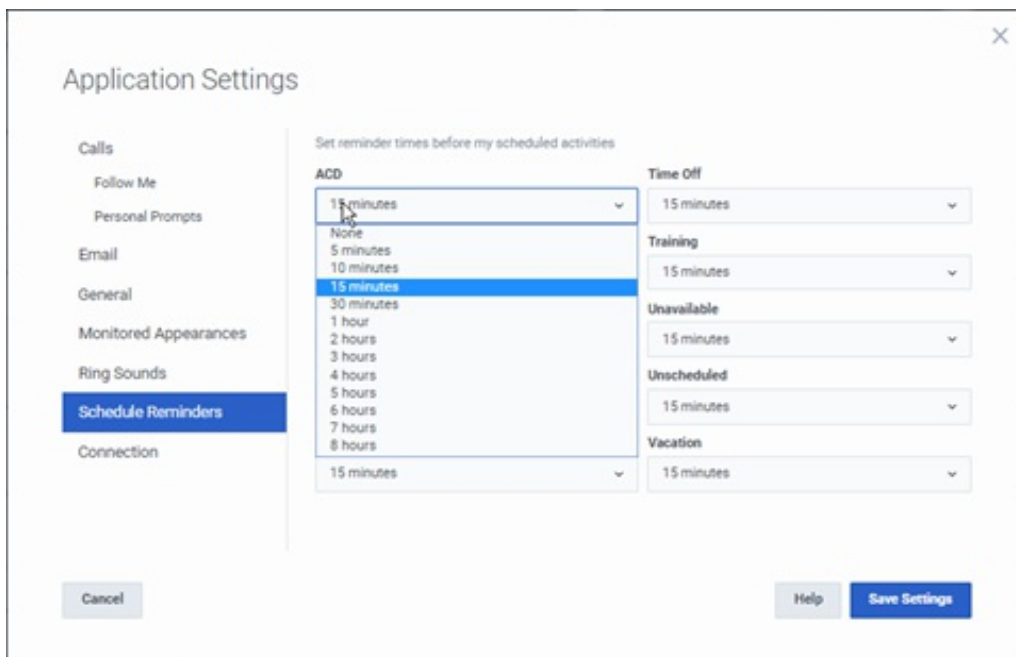 Application Settings
Calls
Follow Me
Personal Prompts
Email
General
Monitored Appearances
Ring Sounds
Schedule Reminders
Connection
Set reminder times before my scheduled activities
ACD
15 minutes
None
5 minutes
10 minutes
15 minutes
30 minutes
1 hour
2 hours
3 hours
4 hours
5 hours
6 hours
7 hours
8 hours
15 minutes
Time Off
15 minutes
Training
15 minutes
Unavailable
15 minutes
Unscheduled
15 minutes
Vacation
15 minutes
Cancel
Help
Save Settings